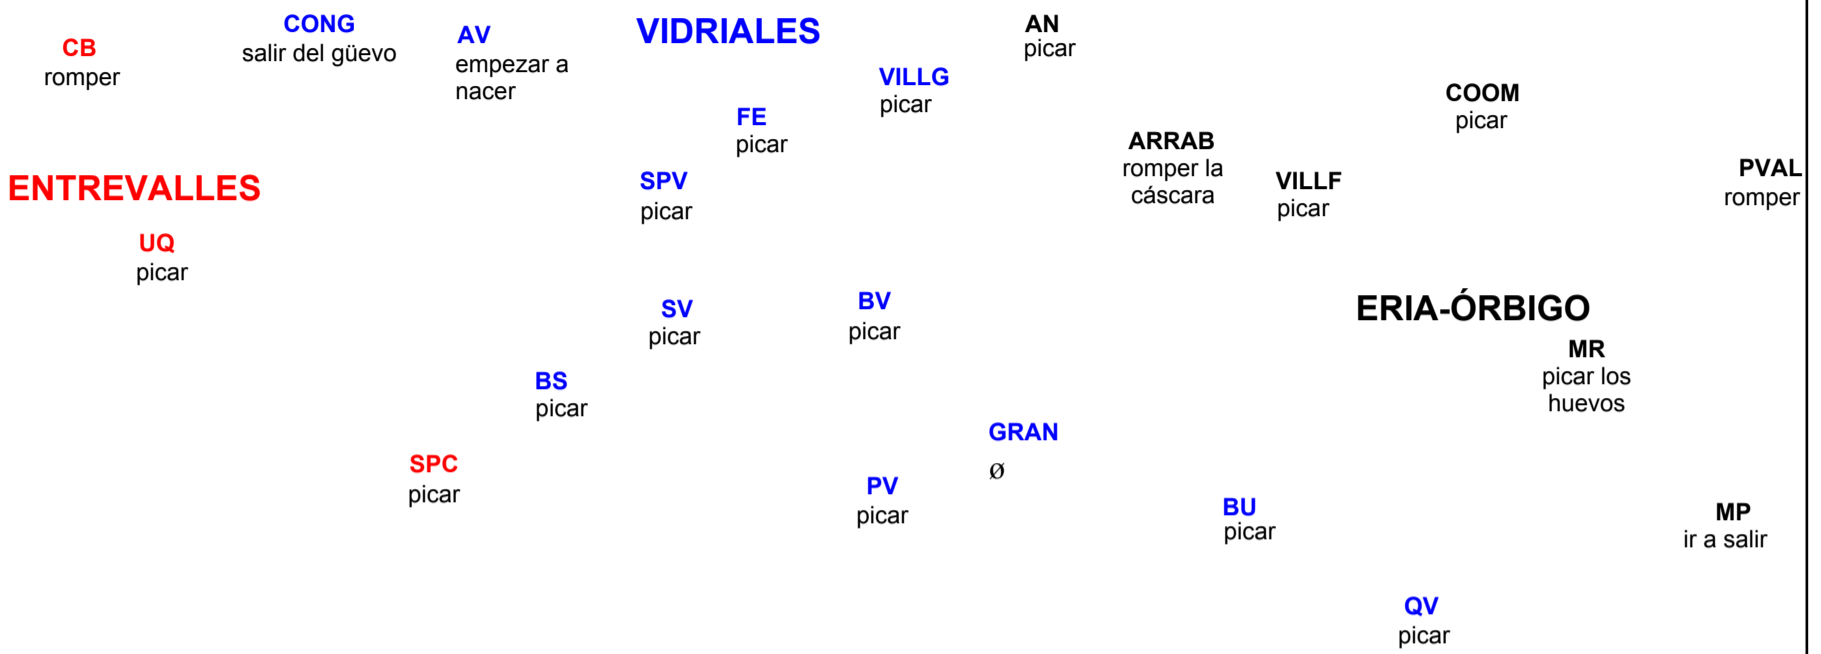 CONG
salir del güevo
AV
empezar a
nacer
VIDRIALES
AN
picar
CB
romper
VILLG
picar
COOM
picar
FE
picar
ARRAB
romper la
cáscara
PVAL
romper
ENTREVALLES
SPV
picar
VILLF
picar
UQ
picar
SV
picar
BV
picar
ERIA-ÓRBIGO
MR
picar los
huevos
BS
picar
GRAN
Ø
SPC
picar
PV
picar
BU
picar
MP
ir a salir
QV
picar